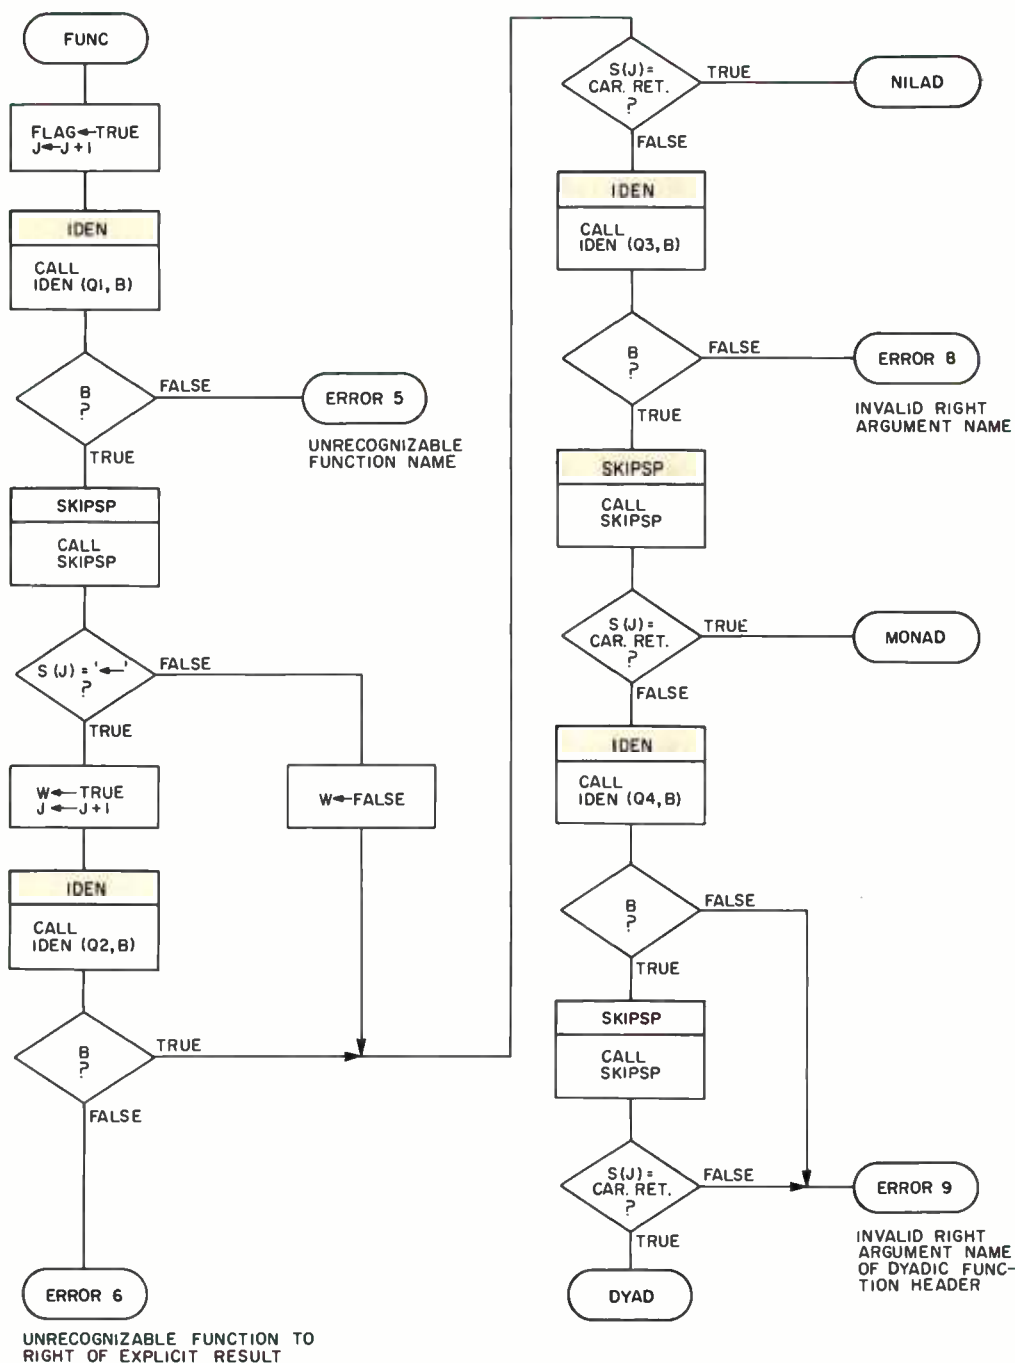 FUNC
FLAG←TRUE
J←J+1
IDEN
CALL
IDEN (Q1, B)
B
?
FALSE
TRUE
ERROR 5
UNRECOGNIZABLE
FUNCTION NAME
SKIPSP
CALL
SKIPSP
S(J)='←'
?
FALSE
TRUE
W←TRUE
J←J+1
W←FALSE
IDEN
CALL
IDEN (Q2, B)
B
?
TRUE
FALSE
ERROR 6
UNRECOGNIZABLE FUNCTION TO
RIGHT OF EXPLICIT RESULT
S(J)=
CAR. RET.
?
TRUE
FALSE
NILAD
IDEN
CALL
IDEN (Q3, B)
B
?
FALSE
TRUE
ERROR 8
INVALID RIGHT
ARGUMENT NAME
SKIPSP
CALL
SKIPSP
S(J)=
CAR. RET.
?
TRUE
FALSE
MONAD
IDEN
CALL
IDEN (Q4, B)
B
?
FALSE
TRUE
SKIPSP
CALL
SKIPSP
S(J)=
CAR. RET.
?
FALSE
TRUE
ERROR 9
INVALID RIGHT
ARGUMENT NAME
OF DYADIC FUNC-
TION HEADER
DYAD